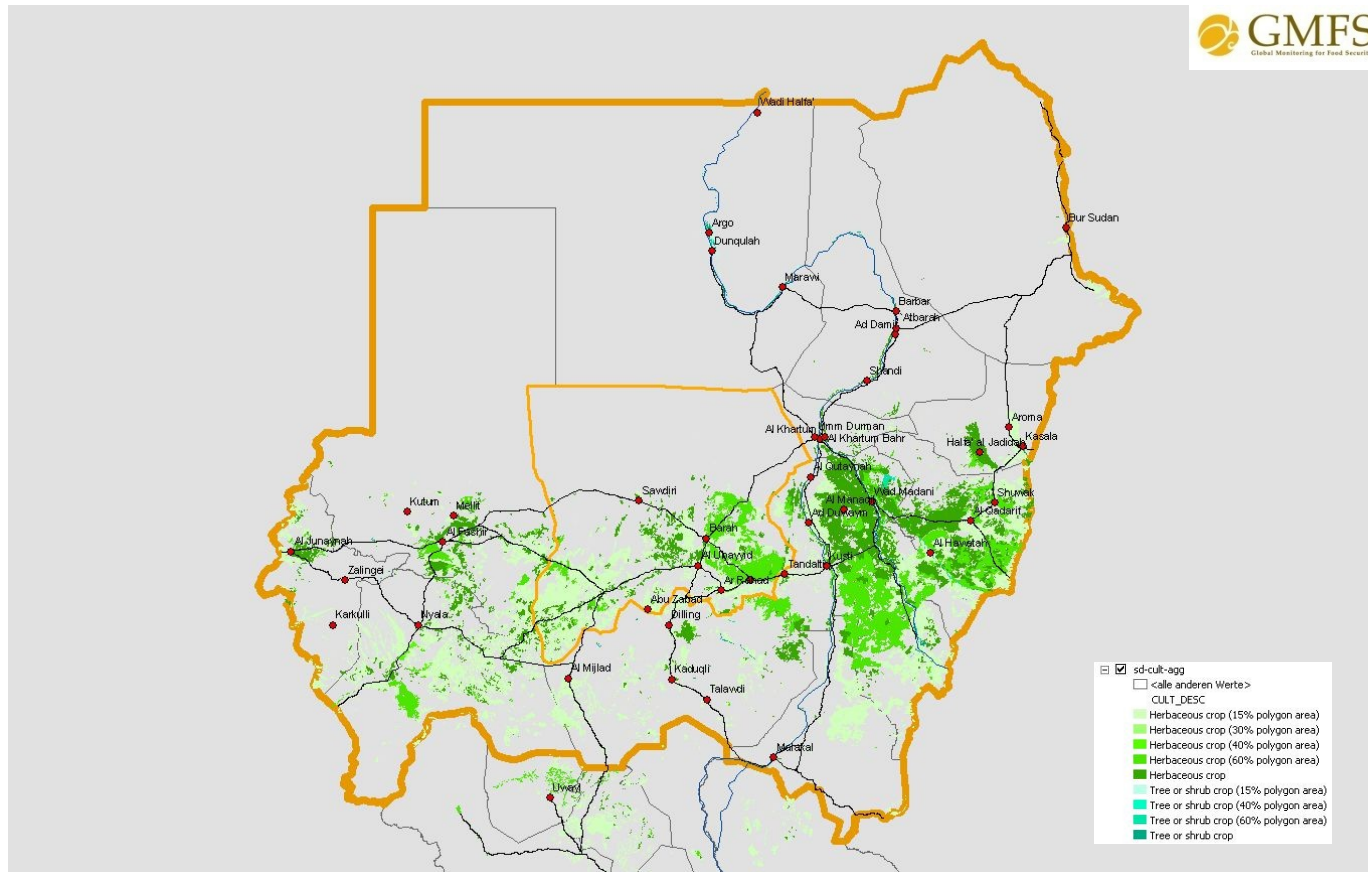 GMFS
Global Monitoring for Food Securit
Wadi Halfa'
Argo
Dunqulah
Bur Sudan
Marawi
Barbar
Atbarah
Ad Dami
Shandi
Aroma
Al Khartum
Umm Durman
Al Khartum Bahr
Halfa' al Jadidah
Kasala
Al Gutaynah
Savdiri
Kutum
Mellit
Al Manaq
Wad Madani
Shuwak
Ad Duwaym
Al Qadarif
Barah
Al Fashir
Al Junaynah
Al Hawatah
Al Ubayyid
Kusti
Tandalti
Zalingei
Ar Rahad
Abu Zabad
Karkulli
Nyala
Dilling
Al Mijlad
Kaduqli
Talawdi
Malakal
Uwayl
sd-cult-agg
<alle anderen Werte>
CULT_DESC
Herbaceous crop (15% polygon area)
Herbaceous crop (30% polygon area)
Herbaceous crop (40% polygon area)
Herbaceous crop (60% polygon area)
Herbaceous crop
Tree or shrub crop (15% polygon area)
Tree or shrub crop (40% polygon area)
Tree or shrub crop (60% polygon area)
Tree or shrub crop